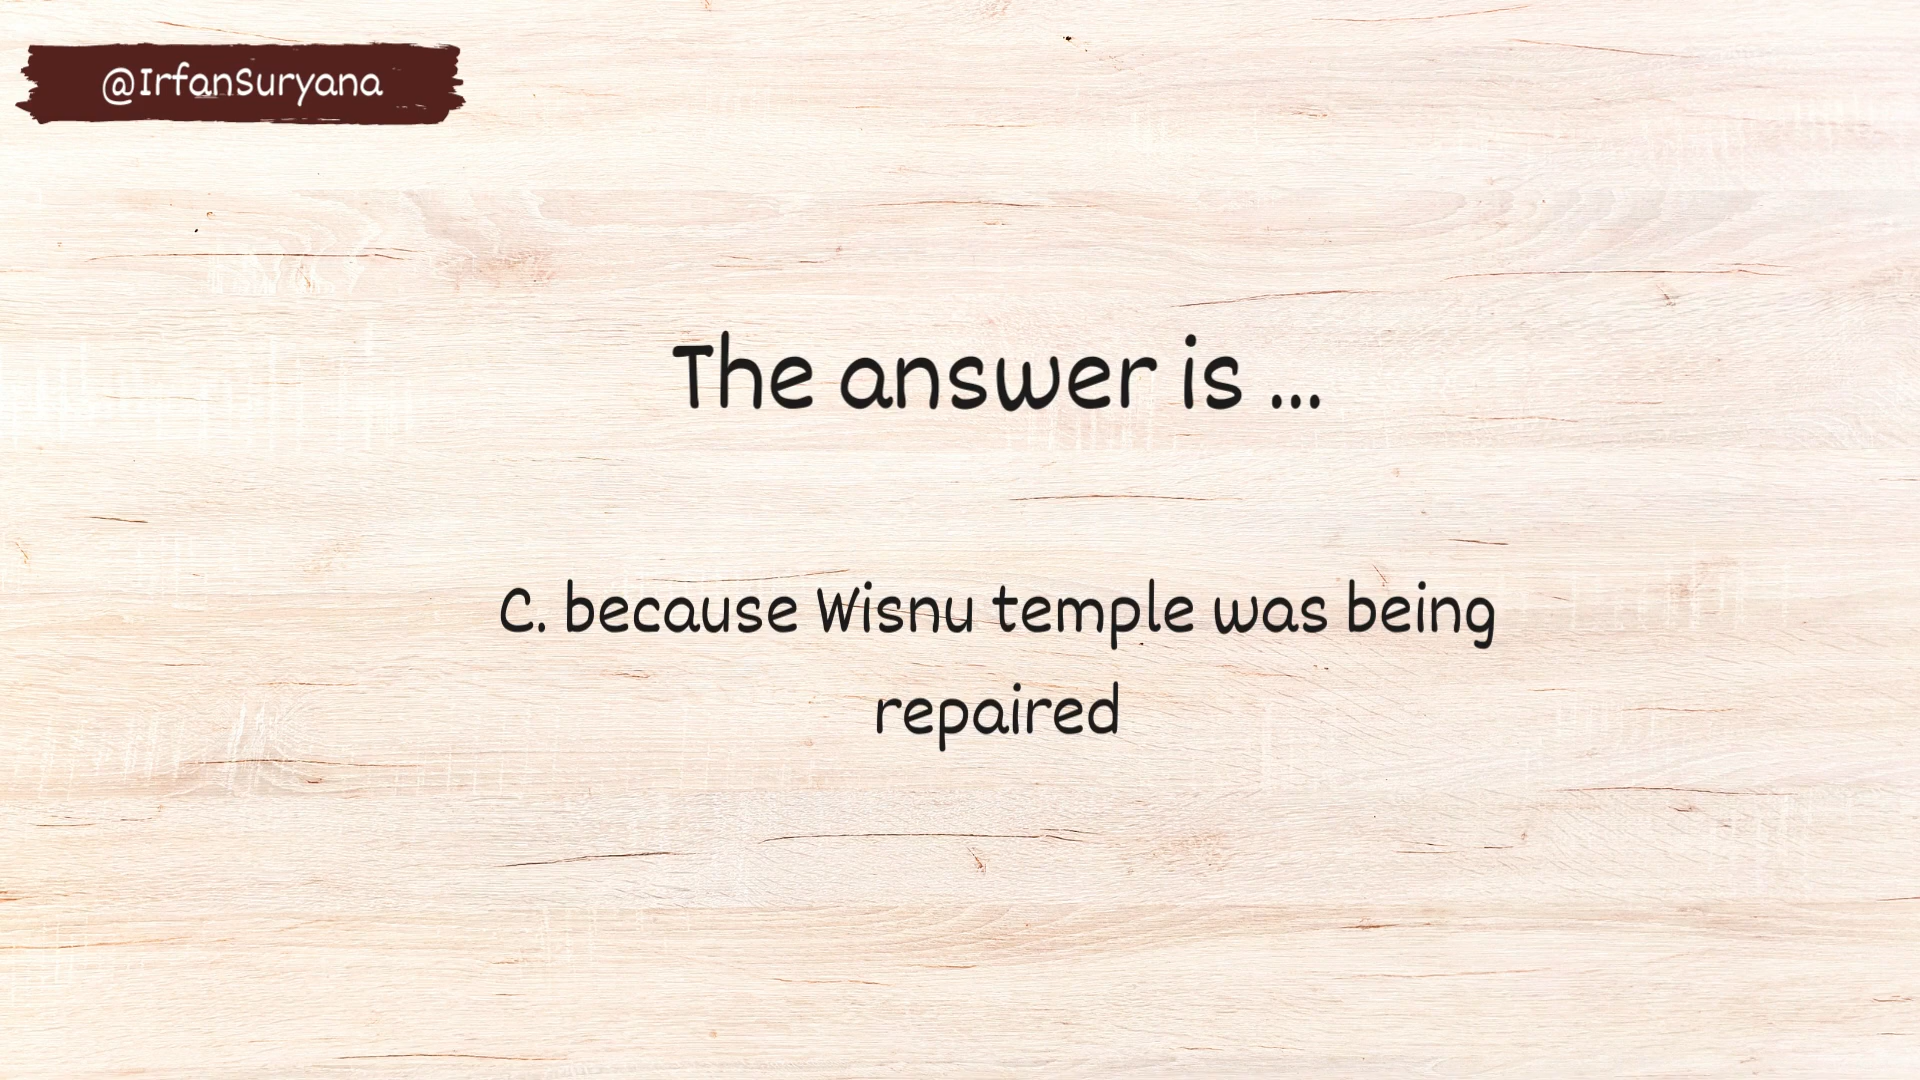 @IrfanSuryana
The answer is ...
C. because Wisnu temple was being
repaired